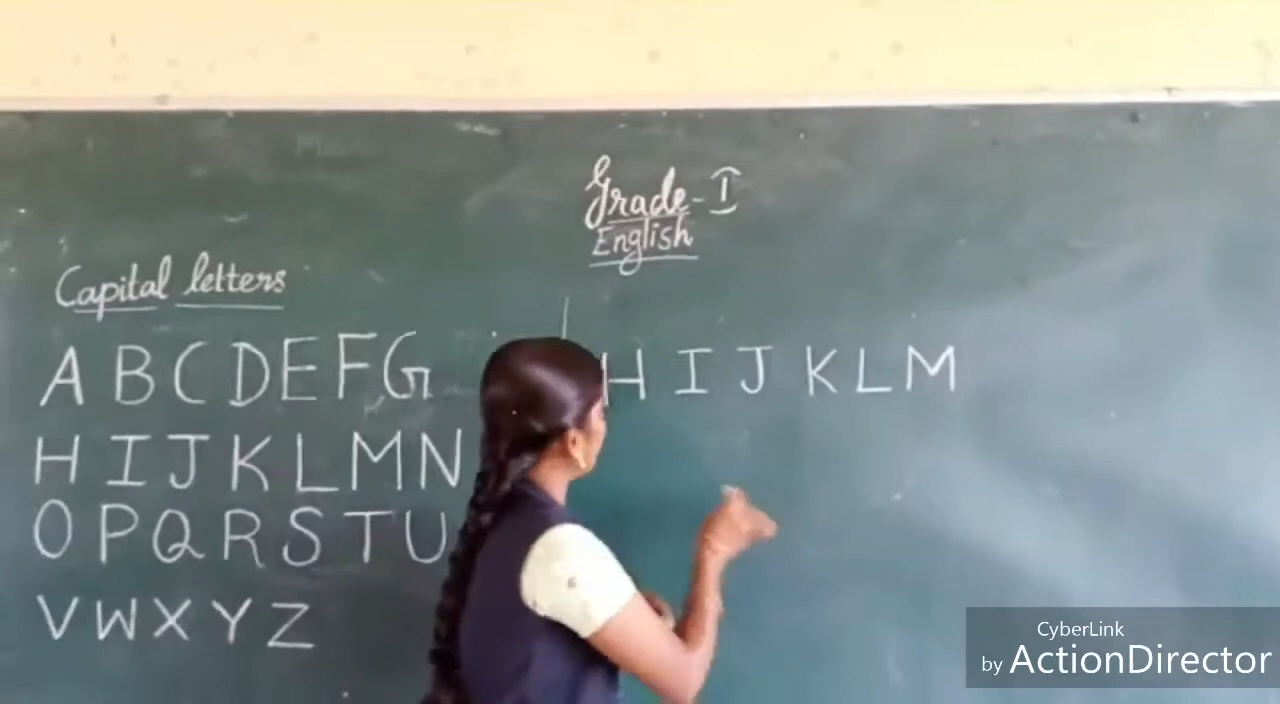 Grade-I
English
Capital letters
A B C D E F G
H I J K L M
H I J K L M N
O P Q R S T U
V W X Y Z
CyberLink
by ActionDirector